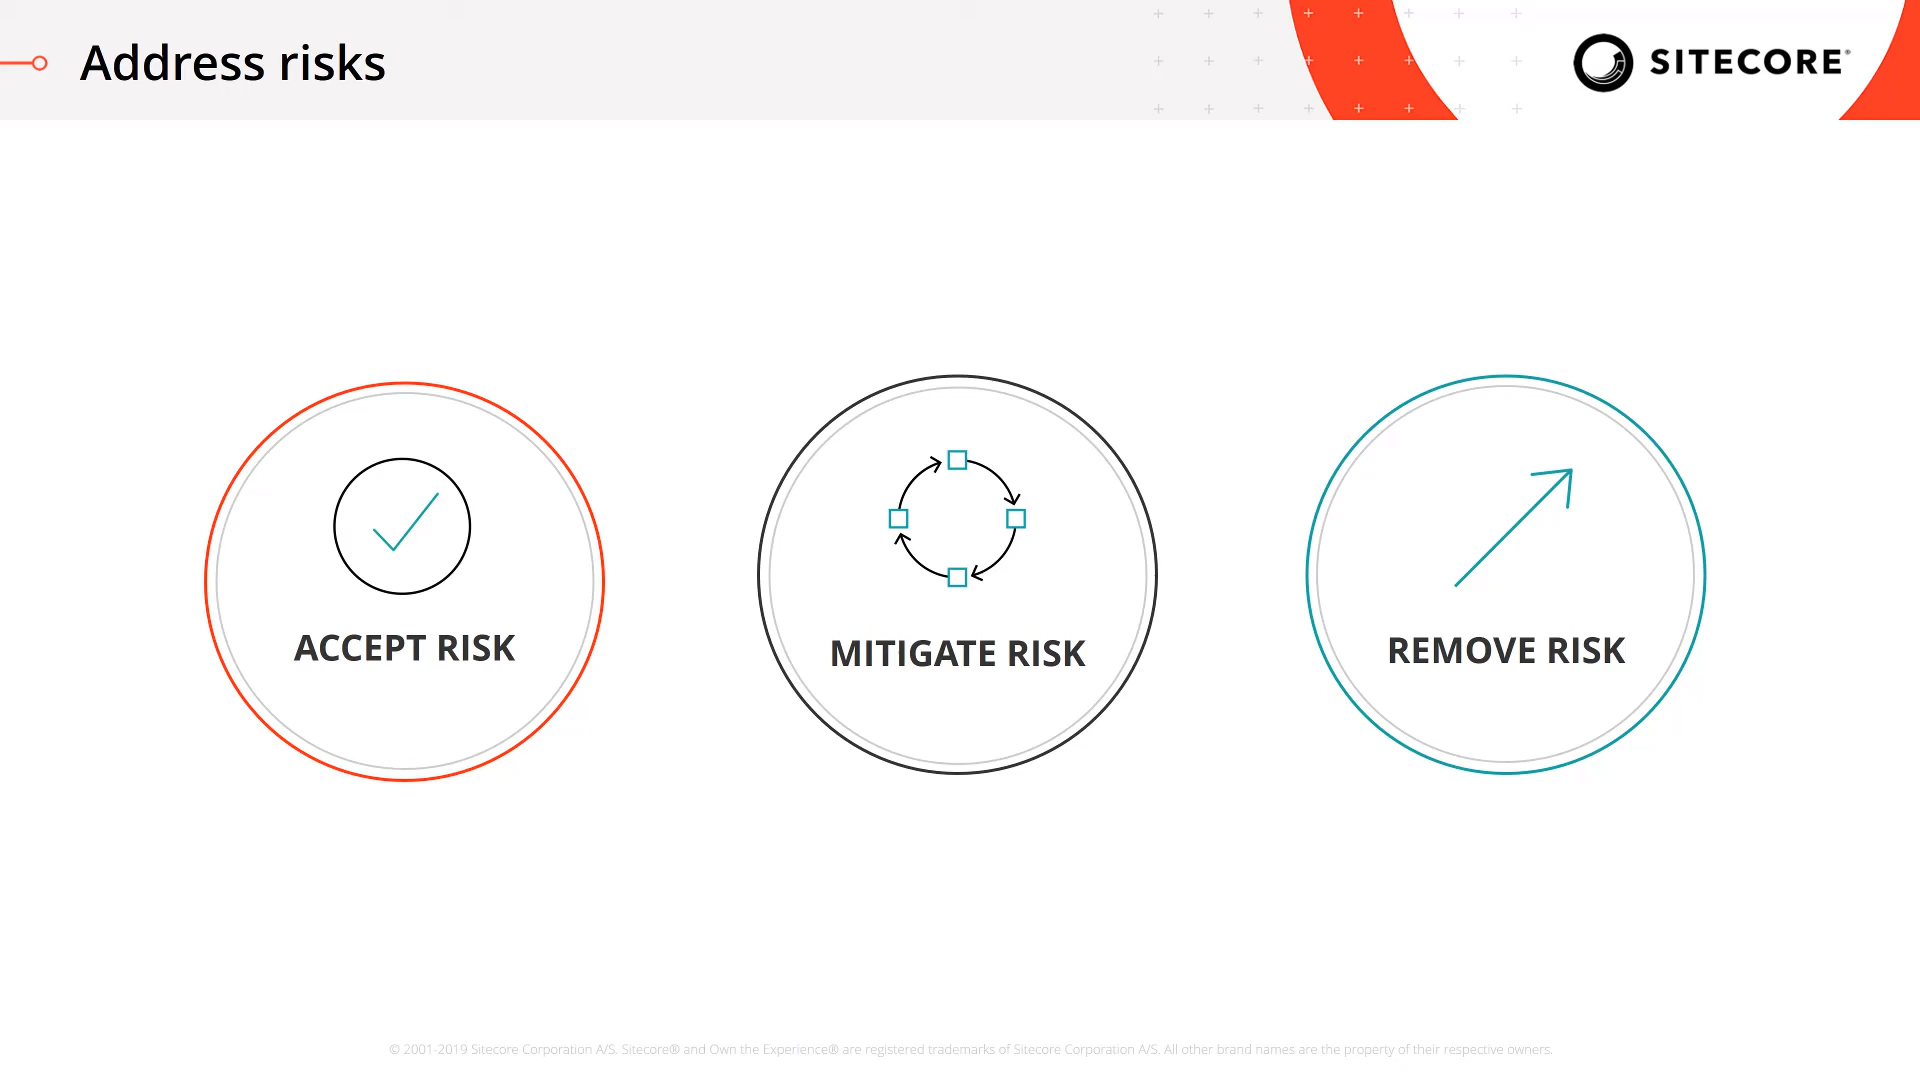 Address risks
SITECORE®
ACCEPT RISK
MITIGATE RISK
REMOVE RISK
© 2001-2019 Sitecore Corporation A/S. Sitecore® and Own the Experience® are registered trademarks of Sitecore Corporation A/S. All other brand names are the property of their respective owners.